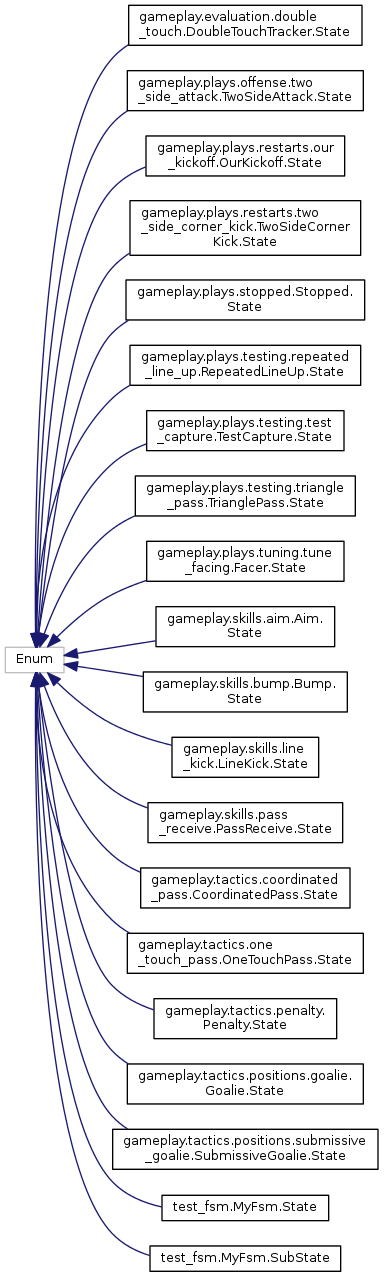 gameplay.evaluation.double
_touch.DoubleTouchTracker.State
gameplay.plays.offense.two
_side_attack.TwoSideAttack.State
gameplay.plays.restarts.our
_kickoff.OurKickoff.State
gameplay.plays.restarts.two
_side_corner_kick.TwoSideCorner
Kick.State
gameplay.plays.stopped.Stopped.
State
gameplay.plays.testing.repeated
_line_up.RepeatedLineUp.State
gameplay.plays.testing.test
_capture.TestCapture.State
gameplay.plays.testing.triangle
_pass.TrianglePass.State
gameplay.plays.tuning.tune
_facing.Facer.State
gameplay.skills.aim.Aim.
State
Enum
gameplay.skills.bump.Bump.
State
gameplay.skills.line
_kick.LineKick.State
gameplay.skills.pass
_receive.PassReceive.State
gameplay.tactics.coordinated
_pass.CoordinatedPass.State
gameplay.tactics.one
_touch_pass.OneTouchPass.State
gameplay.tactics.penalty.
Penalty.State
gameplay.tactics.positions.goalie.
Goalie.State
gameplay.tactics.positions.submissive
_goalie.SubmissiveGoalie.State
test_fsm.MyFsm.State
test_fsm.MyFsm.SubState